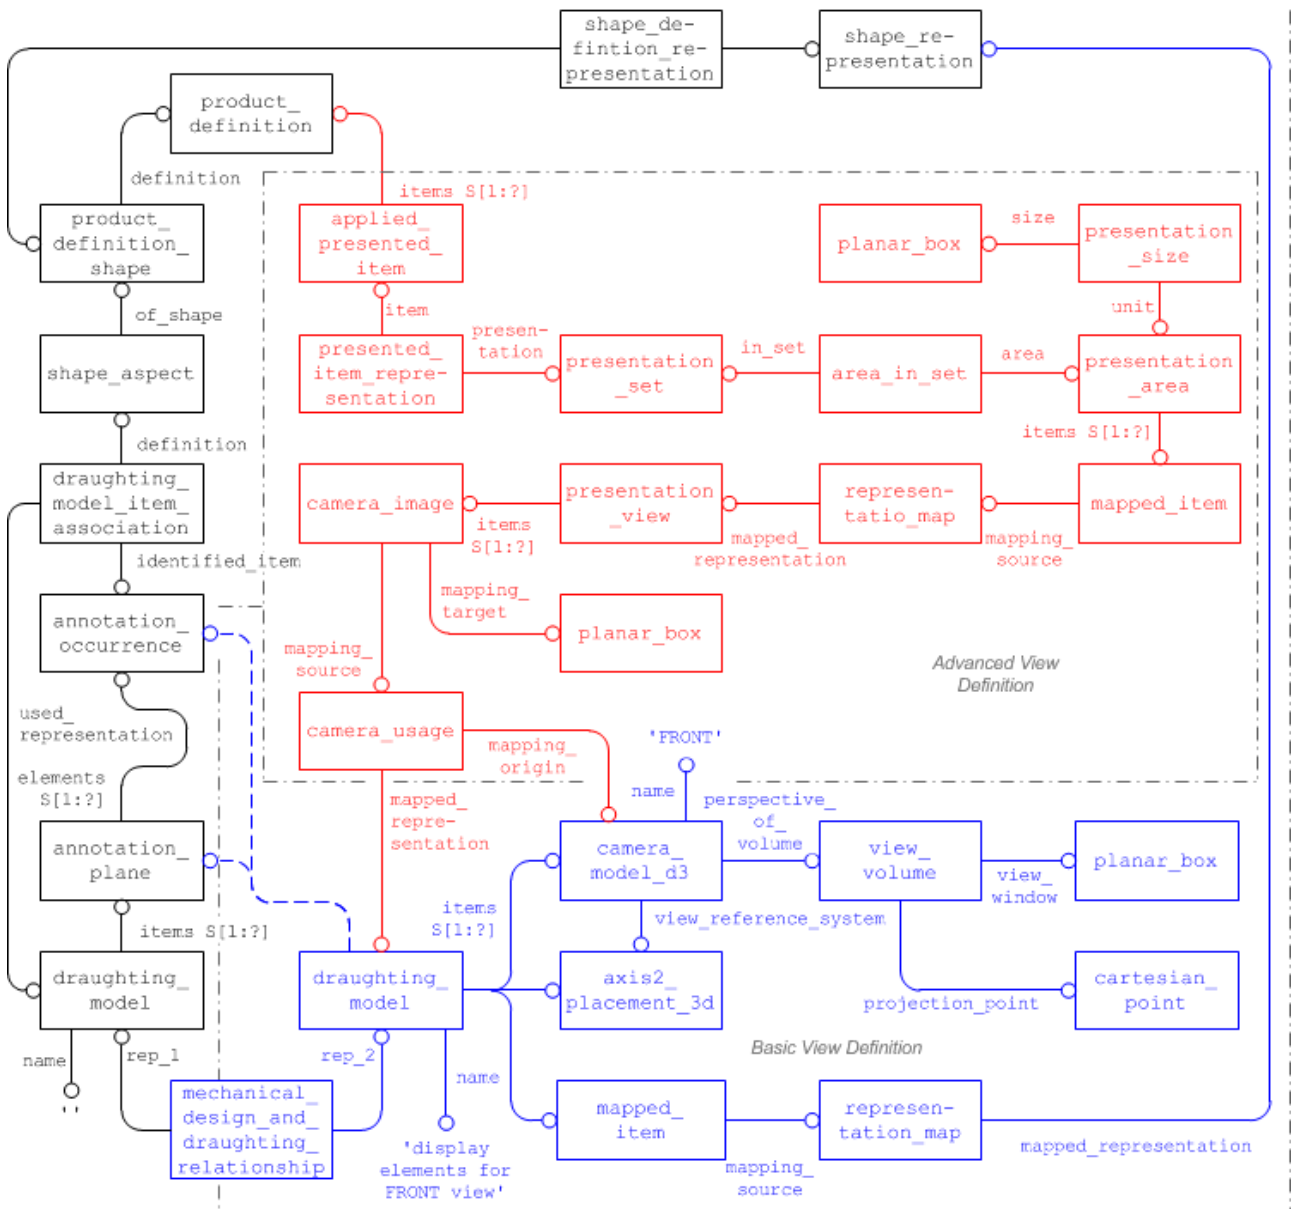 shape_de-
fintion_re-
presentation
shape_re-
presentation
product_
definition
definition
items S[1:?]
product_
definition_
shape
applied_
presented_
item
planar_box
size
presentation
_size
of_shape
item
unit
shape_aspect
presented_
item_repre-
sentation
presen-
tation
presentation
_set
in_set
area_in_set
area
presentation
_area
definition
items S[1:?]
draughting_
model_item_
association
camera_image
items
S[1:?]
presentation
_view
mapped_
representation
represen-
tatio_map
mapping_
source
mapped_item
identified_item
mapping_
target
annotation_
occurrence
planar_box
mapping_
source
Advanced View
Definition
used_
representation
camera_usage
mapping_
origin
'FRONT'
name
elements
S[1:?]
mapped_
repre-
sentation
perspective_
of_
volume
annotation_
plane
camera_
model_d3
view_
volume
view_
window
planar_box
items S[1:?]
items
S[1:?]
view_reference_system
draughting_
model
draughting_
model
axis2_
placement_3d
projection_point
cartesian_
point
name
rep_1
rep_2
name
Basic View Definition
''
mechanical_
design_and_
draughting_
relationship
'display
elements for
FRONT view'
mapped_
item
mapping_
source
represen-
tation_map
mapped_representation